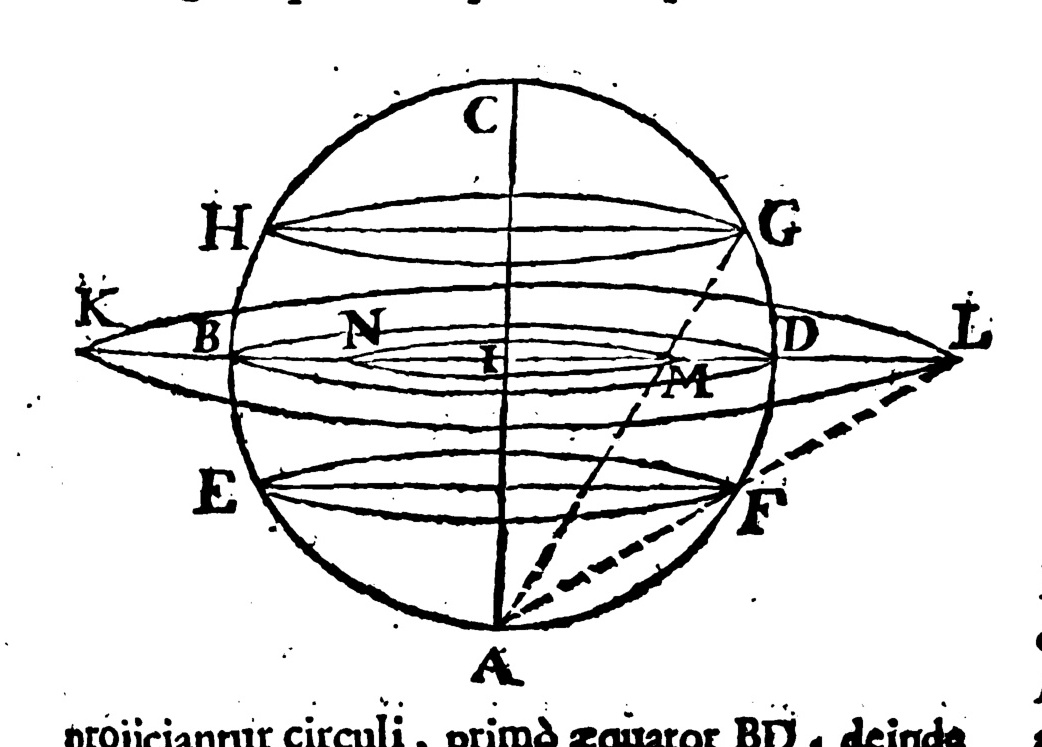 C
H G
K B N I D L
M
E F
A
projiciantur circuli, primò æquator BD, deinde